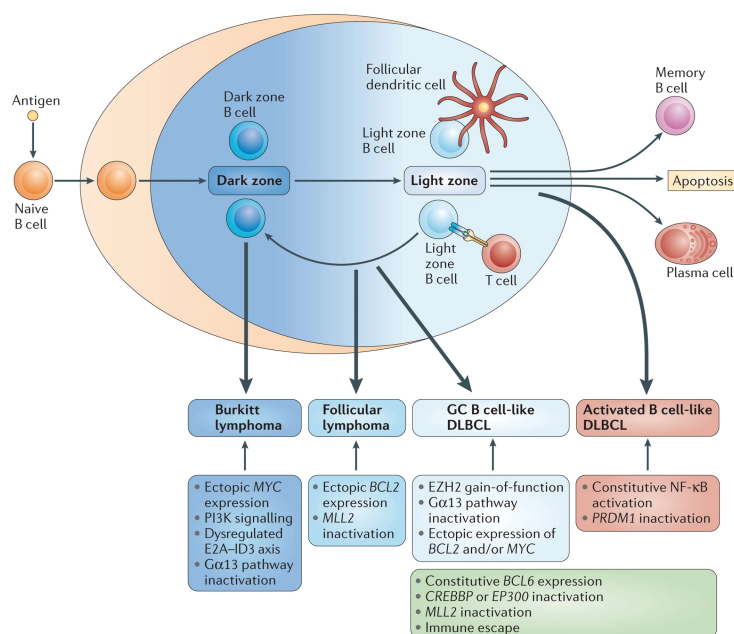 Antigen
Naive
B cell
Dark zone
B cell
Dark zone
Follicular
dendritic cell
Light zone
B cell
Light zone
Light
zone
B cell
T cell
Memory
B cell
Apoptosis
Plasma cell
Burkitt
lymphoma
Follicular
lymphoma
GC B cell-like
DLBCL
Activated B cell-like
DLBCL
• Ectopic MYC
expression
• PI3K signalling
• Dysregulated
E2A–ID3 axis
• Gα13 pathway
inactivation
• Ectopic BCL2
expression
• MLL2
inactivation
• EZH2 gain-of-function
• Gα13 pathway
inactivation
• Ectopic expression of
BCL2 and/or MYC
• Constitutive NF-κB
activation
• PRDM1 inactivation
• Constitutive BCL6 expression
• CREBBP or EP300 inactivation
• MLL2 inactivation
• Immune escape